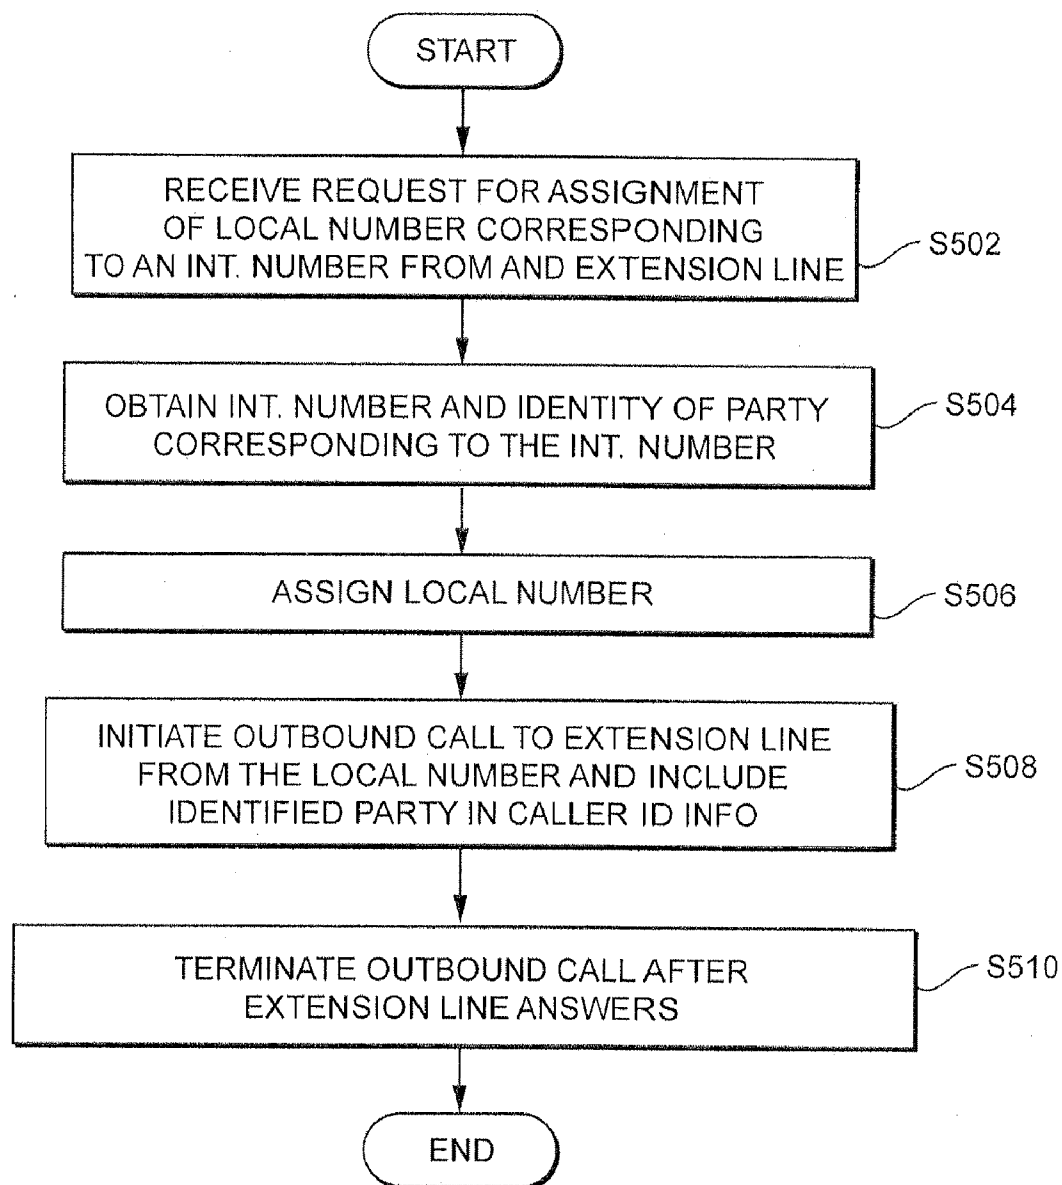 START
RECEIVE REQUEST FOR ASSIGNMENT
OF LOCAL NUMBER CORRESPONDING
TO AN INT. NUMBER FROM AND EXTENSION LINE
S502
OBTAIN INT. NUMBER AND IDENTITY OF PARTY
CORRESPONDING TO THE INT. NUMBER
S504
ASSIGN LOCAL NUMBER
S506
INITIATE OUTBOUND CALL TO EXTENSION LINE
FROM THE LOCAL NUMBER AND INCLUDE
IDENTIFIED PARTY IN CALLER ID INFO
S508
TERMINATE OUTBOUND CALL AFTER
EXTENSION LINE ANSWERS
S510
END